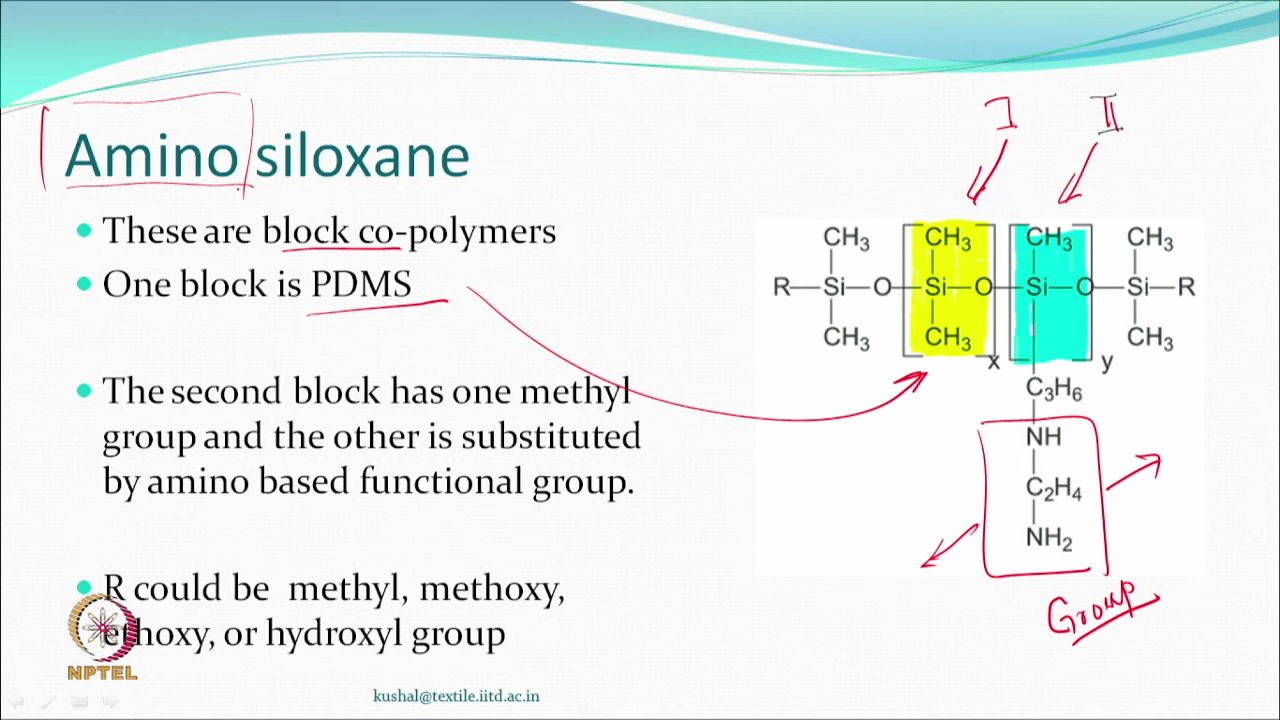 I II
Amino siloxane
These are block co-polymers
One block is PDMS
The second block has one methyl
group and the other is substituted
by amino based functional group.
R could be methyl, methoxy,
ethoxy, or hydroxyl group
CH3 CH3 CH3 CH3
R—Si—O—Si—O—Si—O—Si—R
CH3 CH3 CH3
x y
C3H6
NH
C2H4
NH2
Group
NPTEL
kushal@textile.iitd.ac.in